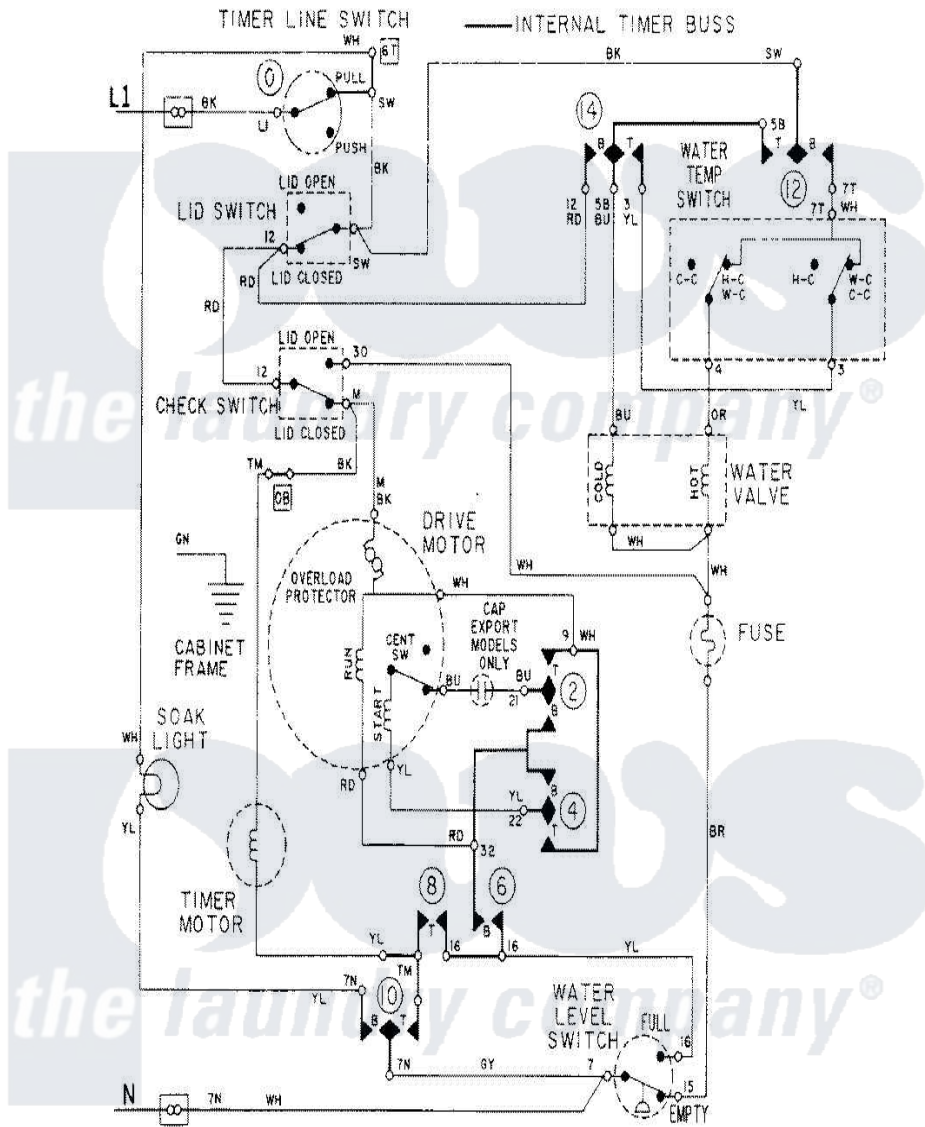 TIMER LINE SWITCH
INTERNAL TIMER BUSS
WH
6T
BK
SW
0
PULL
L1
BK
SW
LJ
PUSH
14
5B
B
T
T
B
WATER
TEMP
SWITCH
BK
LID OPEN
12
LID SWITCH
12
RD
5B
BU
3
YL
7T
7T
WH
12
SW
RD
LID CLOSED
C-C
H-C
W-C
H-C
W-C
C-C
RD
LID OPEN
30
12
4
3
CHECK SWITCH
M
YL
the laundry company®
LID CLOSED
BU
OR
TM
BK
OB
M
BK
COLD
HOT
WATER
VALVE
DRIVE
MOTOR
GN
WH
WH
OVERLOAD
PROTECTOR
WH
CAP
EXPORT
MODELS
ONLY
9
WH
FUSE
CABINET
FRAME
CENT
SW
RUN
T
BU
BU
21
2
START
B
SOAK
LIGHT
WH
RD
YL
B
YL
22
4
T
YL
BR
RD
32
TIMER
MOTOR
8
6
T
B
YL
16
16
YL
TM
7N
YL
10
B
T
WATER
LEVEL
SWITCH
FULL
the laundry company®
16
7N
GY
7
15
N
7N
WH
EMPTY